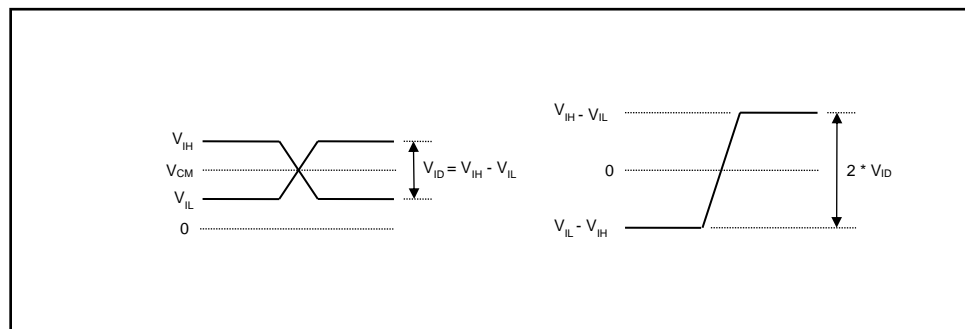 V_IH
V_CM
V_IL
0
V_ID = V_IH - V_IL
V_IH - V_IL
0
V_IL - V_IH
2 * V_ID